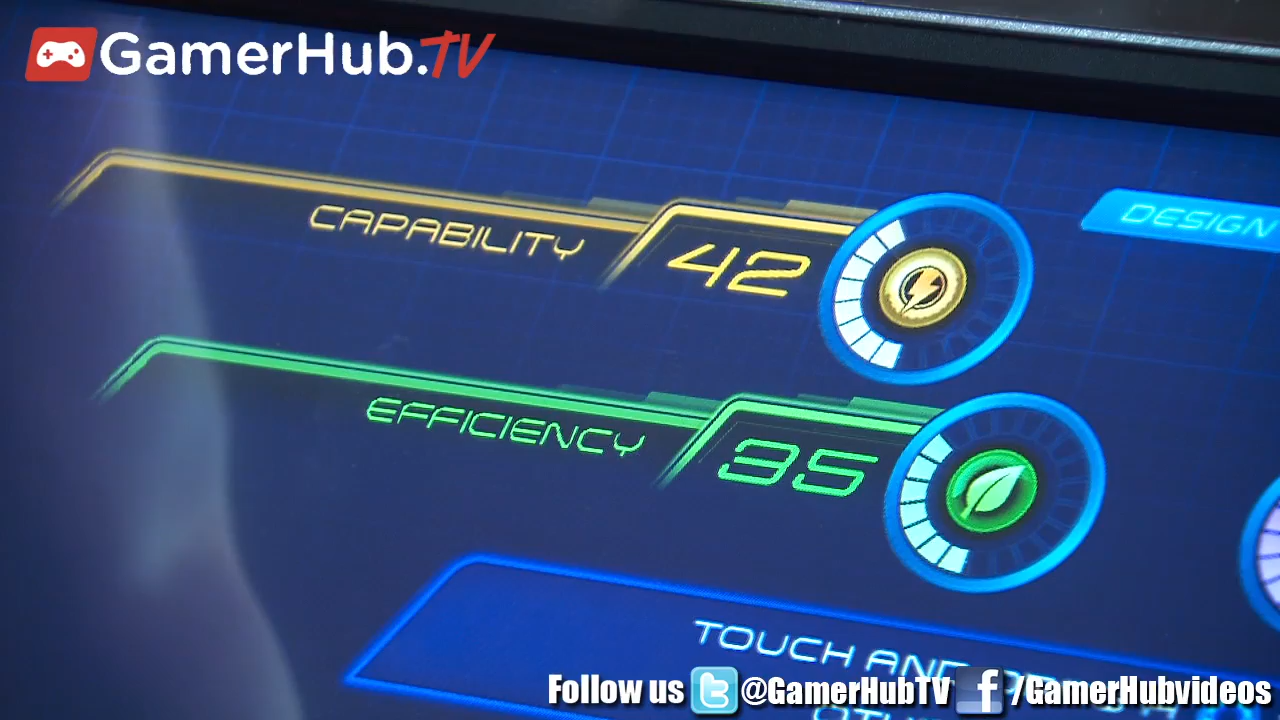 GamerHub.TV
DESIGN
CAPABILITY 42
EFFICIENCY 35
TOUCH AND
Follow us @GamerHubTV f /GamerHubvideos